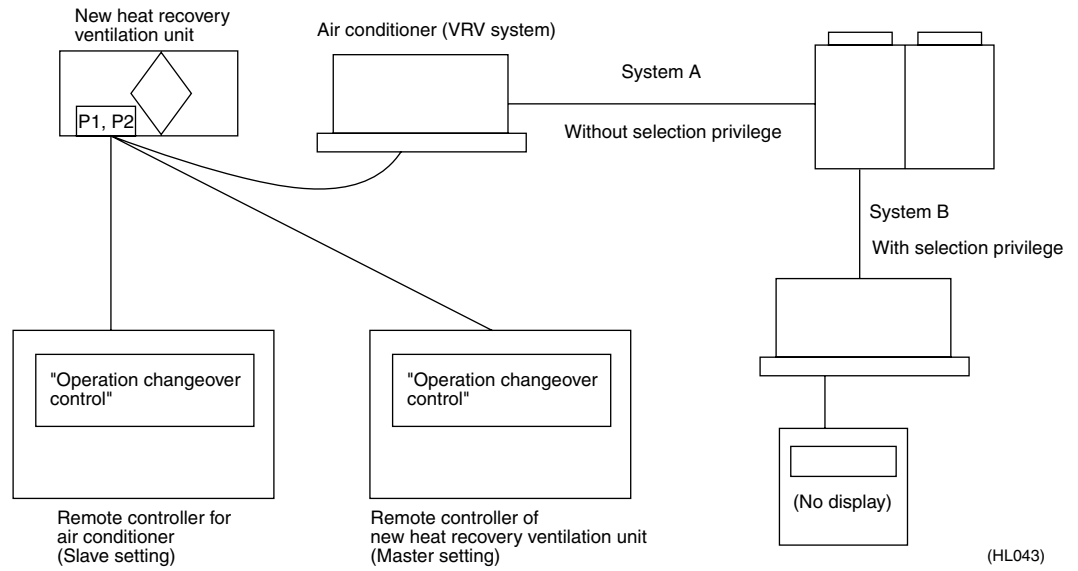 New heat recovery
ventilation unit
P1, P2
Air conditioner (VRV system)
System A
Without selection privilege
System B
With selection privilege
"Operation changeover
control"
"Operation changeover
control"
(No display)
Remote controller for
air conditioner
(Slave setting)
Remote controller of
new heat recovery ventilation unit
(Master setting)
(HL043)